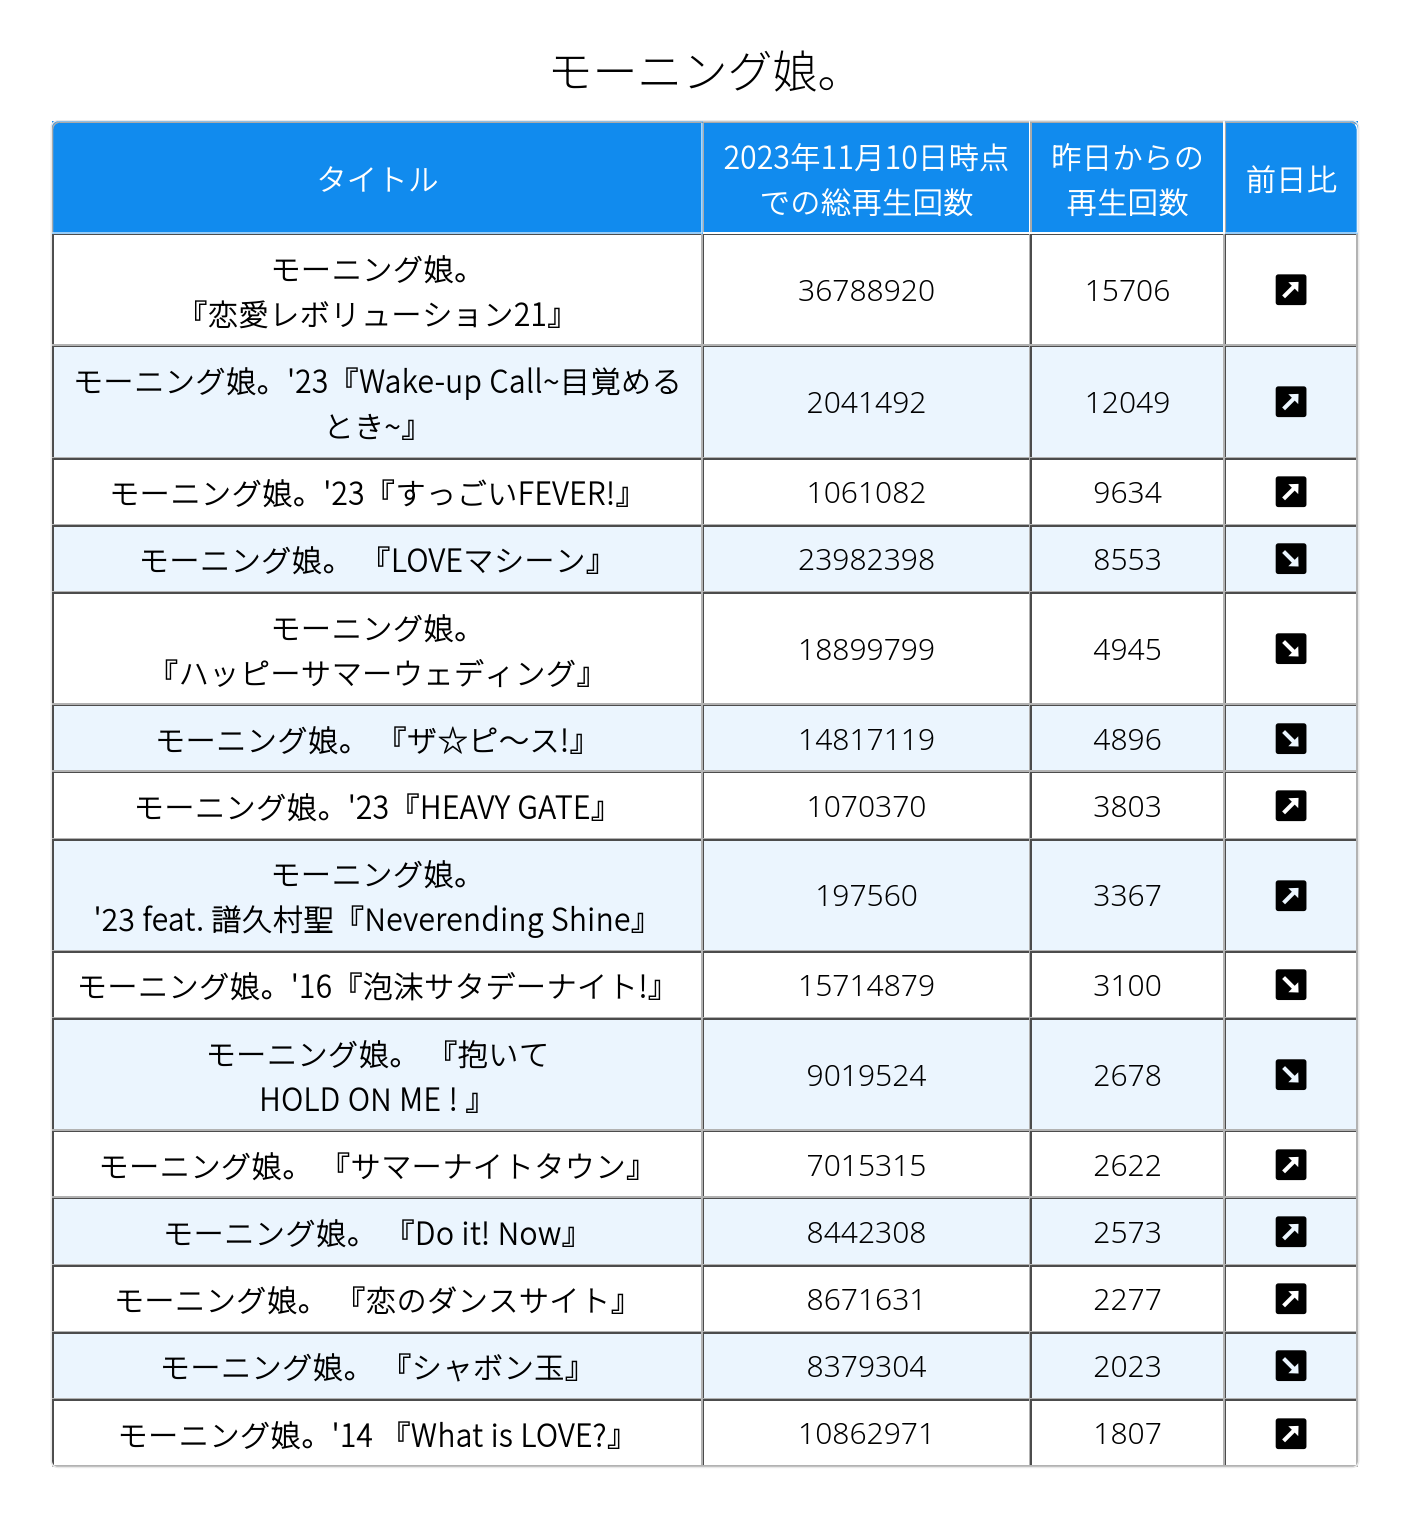 モーニング娘。
タイトル
2023年11月10日時点
での総再生回数
昨日からの
再生回数
前日比
モーニング娘。
『恋愛レボリューション21』
36788920
15706
モーニング娘。'23『Wake-up Call~目覚める
とき~』
2041492
12049
モーニング娘。'23『すっごいFEVER!』
1061082
9634
モーニング娘。 『LOVEマシーン』
23982398
8553
モーニング娘。
『ハッピーサマーウェディング』
18899799
4945
モーニング娘。 『ザ☆ピ〜ス!』
14817119
4896
モーニング娘。'23『HEAVY GATE』
1070370
3803
モーニング娘。
'23 feat. 譜久村聖『Neverending Shine』
197560
3367
モーニング娘。'16『泡沫サタデーナイト!』
15714879
3100
モーニング娘。 『抱いて
HOLD ON ME ! 』
9019524
2678
モーニング娘。 『サマーナイトタウン』
7015315
2622
モーニング娘。 『Do it! Now』
8442308
2573
モーニング娘。 『恋のダンスサイト』
8671631
2277
モーニング娘。 『シャボン玉』
8379304
2023
モーニング娘。'14 『What is LOVE?』
10862971
1807